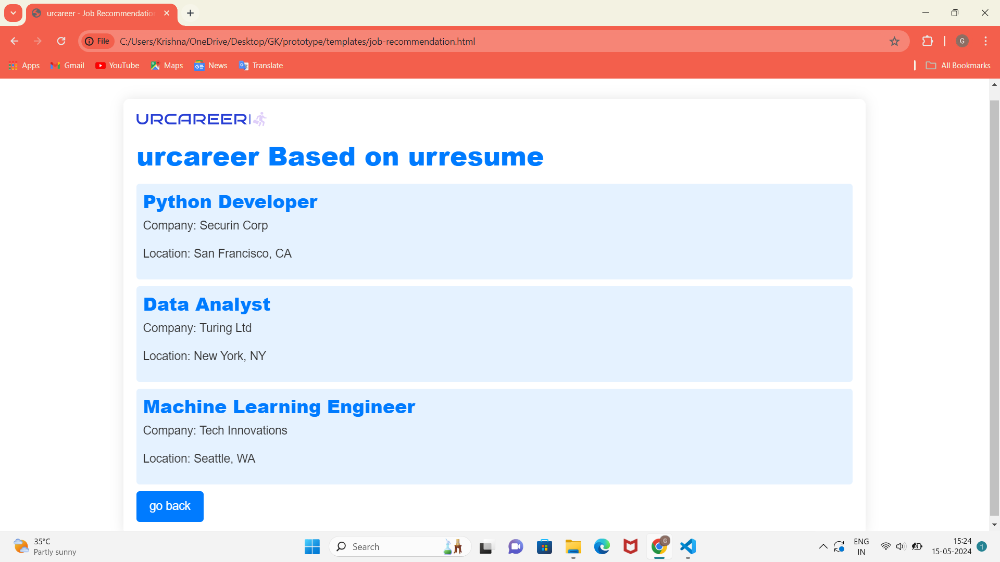 urcareer - Job Recommendation
File
C:/Users/Krishna/OneDrive/Desktop/GK/prototype/templates/job-recommendation.html
G
Apps
Gmail
YouTube
Maps
News
Translate
All Bookmarks
URCAREER
urcareer Based on urresume
Python Developer
Company: Securin Corp
Location: San Francisco, CA
Data Analyst
Company: Turing Ltd
Location: New York, NY
Machine Learning Engineer
Company: Tech Innovations
Location: Seattle, WA
go back
35°C
Partly sunny
Search
G
ENG
IN
15:24
15-05-2024
1